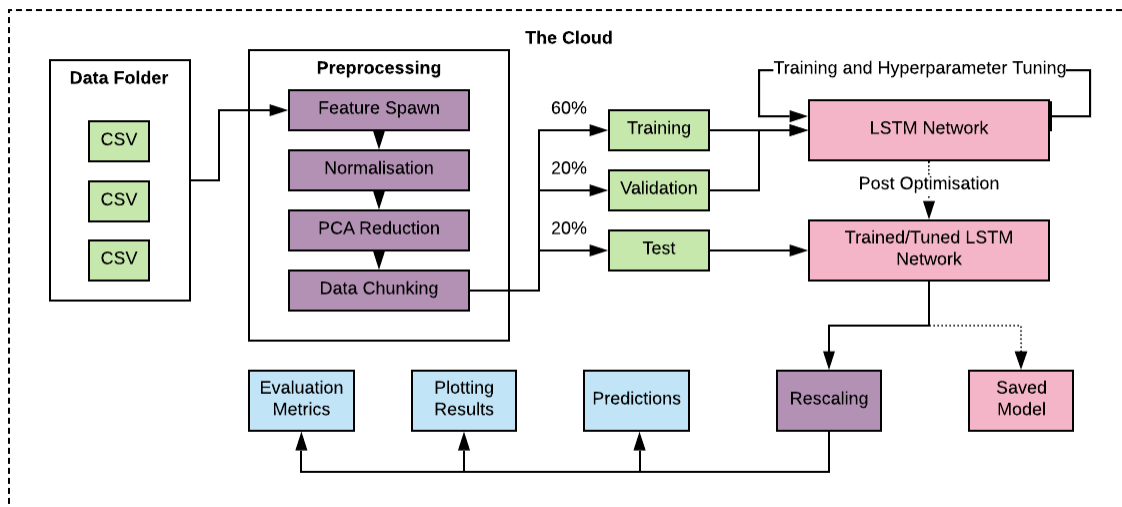 The Cloud
Data Folder
CSV
CSV
CSV
Preprocessing
Feature Spawn
Normalisation
PCA Reduction
Data Chunking
60%
20%
20%
Training
Validation
Test
Training and Hyperparameter Tuning
LSTM Network
Post Optimisation
Trained/Tuned LSTM
Network
Evaluation
Metrics
Plotting
Results
Predictions
Rescaling
Saved
Model